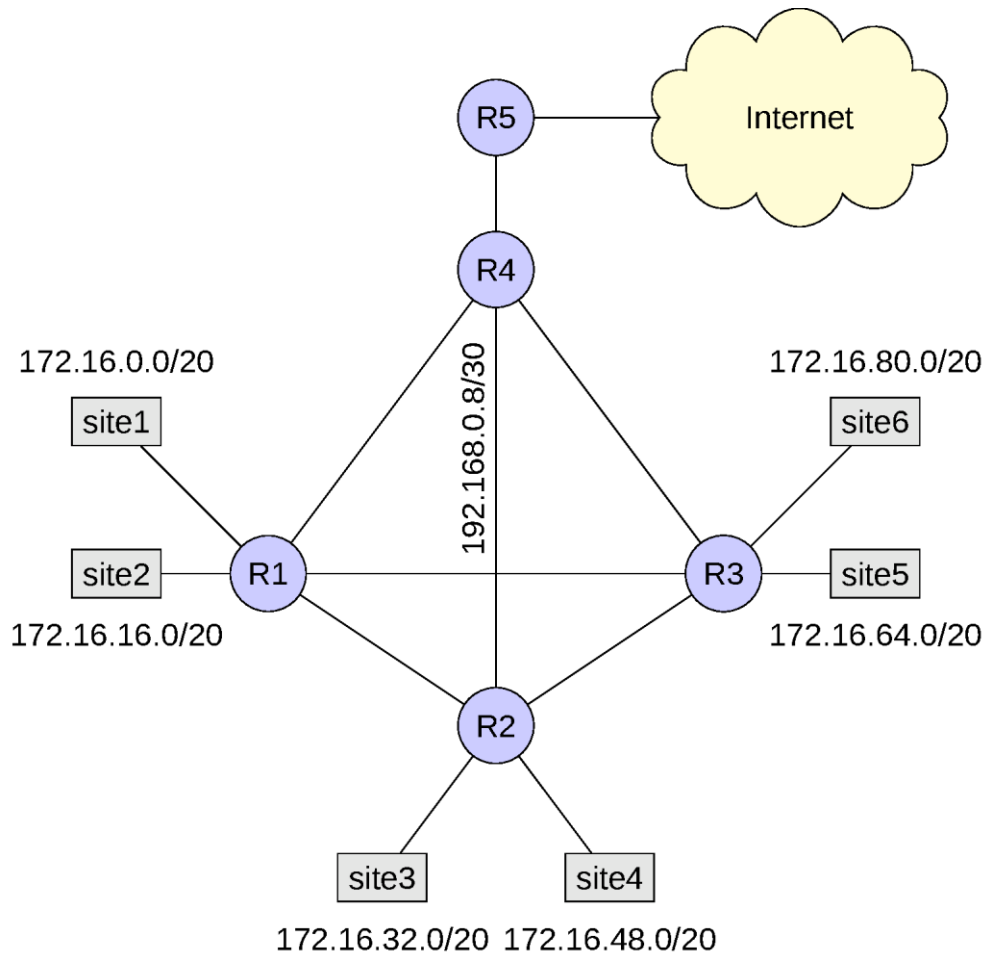 R5
Internet
R4
172.16.0.0/20
172.16.80.0/20
192.168.0.8/30
site1
site6
site2
R1
R3
site5
172.16.16.0/20
172.16.64.0/20
R2
site3
site4
172.16.32.0/20
172.16.48.0/20